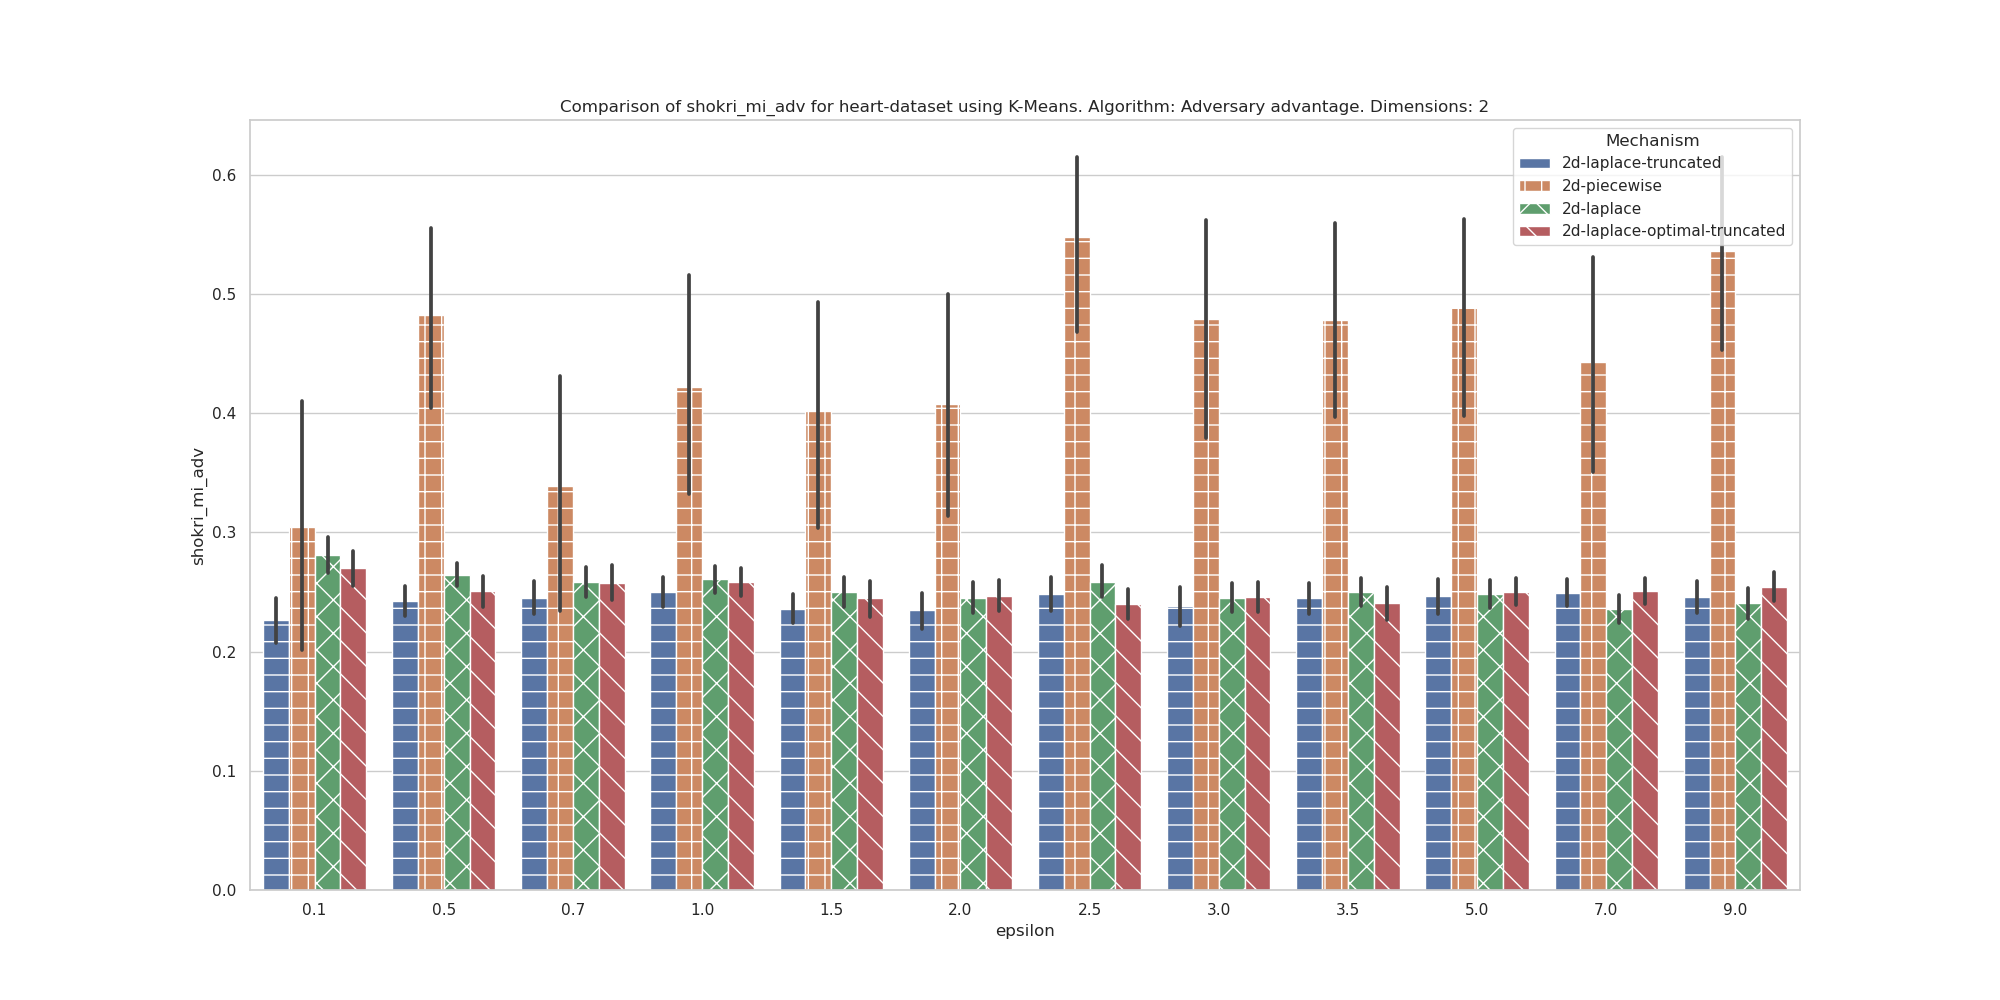 Comparison of shokri_mi_adv for heart-dataset using K-Means. Algorithm: Adversary advantage. Dimensions: 2
Mechanism
2d-laplace-truncated
2d-piecewise
2d-laplace
2d-laplace-optimal-truncated
shokri_mi_adv
0.6
0.5
0.4
0.3
0.2
0.1
0.0
0.1 0.5 0.7 1.0 1.5 2.0 2.5 3.0 3.5 5.0 7.0 9.0
epsilon